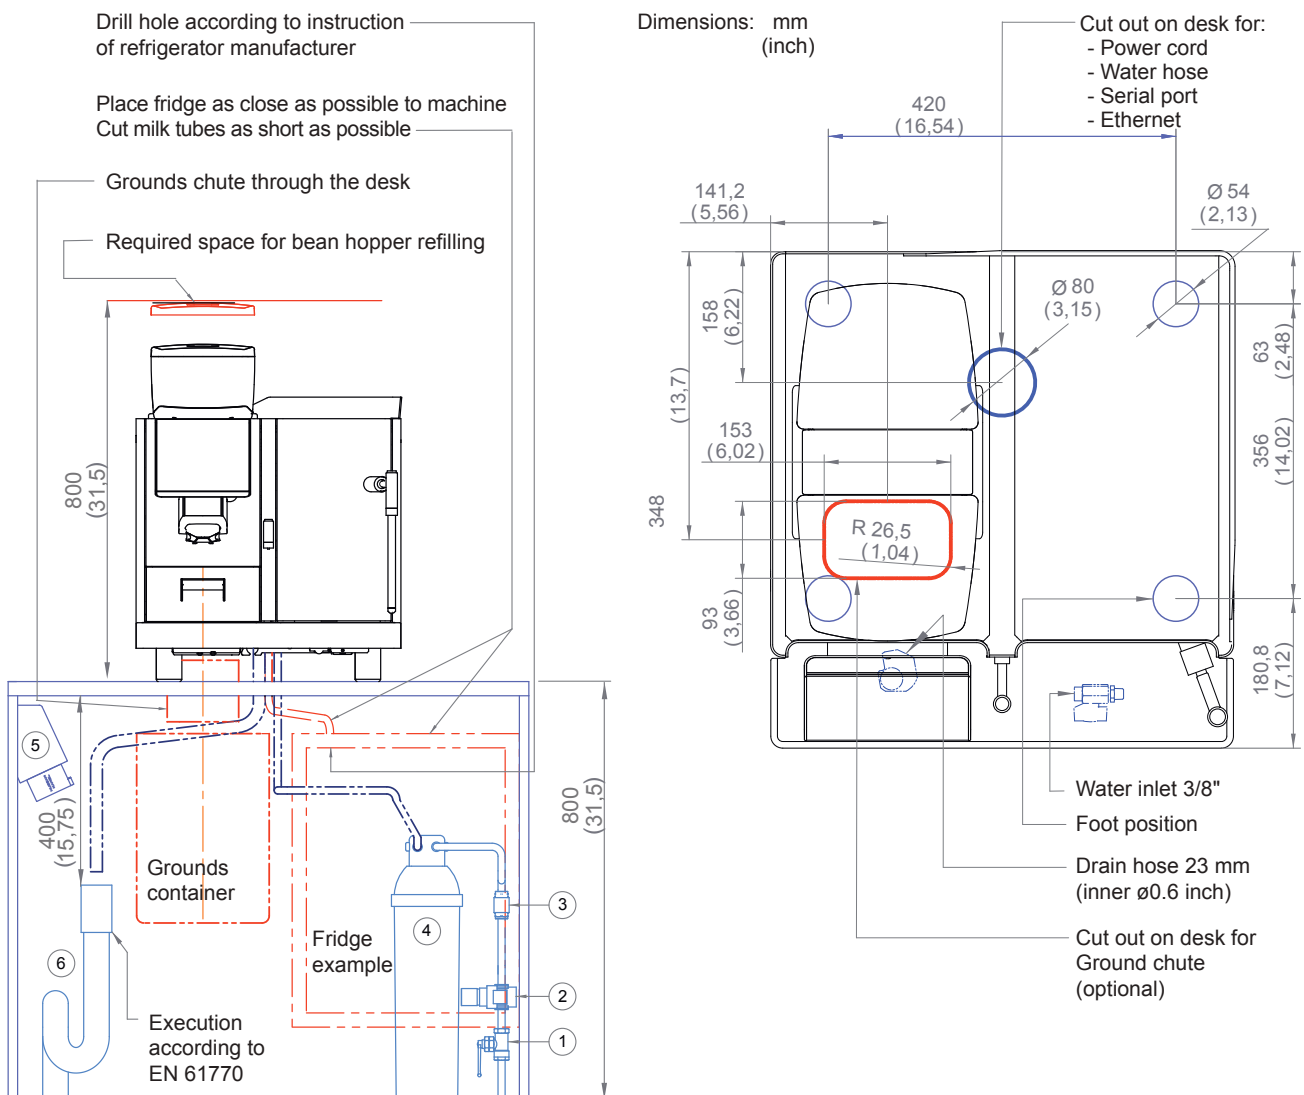 Drill hole according to instruction
of refrigerator manufacturer
Place fridge as close as possible to machine
Cut milk tubes as short as possible
Grounds chute through the desk
Required space for bean hopper refilling
800
(31,5)
5
400
(15,75)
Grounds
container
Fridge
example
4
3
2
1
6
Execution
according to
EN 61770
800
(31,5)
Dimensions: mm
(inch)
Cut out on desk for:
- Power cord
- Water hose
- Serial port
- Ethernet
420
(16,54)
141,2
(5,56)
Ø 54
(2,13)
158
(6,22)
Ø 80
(3,15)
63
(2,48)
(13,7)
348
153
(6,02)
356
(14,02)
R 26,5
(1,04)
93
(3,66)
180,8
(7,12)
Water inlet 3/8"
Foot position
Drain hose 23 mm
(inner ø0.6 inch)
Cut out on desk for
Ground chute
(optional)